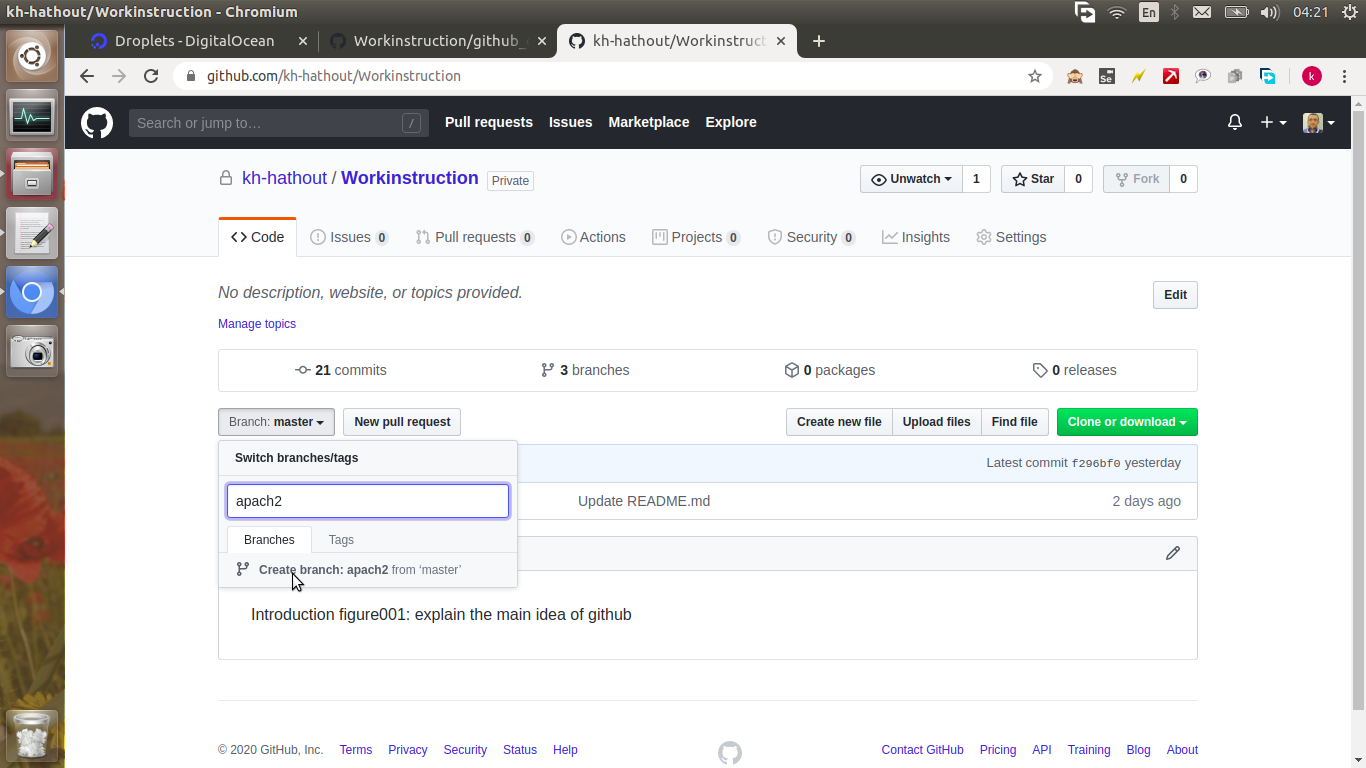 kh-hathout/Workinstruction - Chromium
En
04:21
Droplets - DigitalOcean
Workinstruction/github_
kh-hathout/Workinstruct
github.com/kh-hathout/Workinstruction
Se
k
Search or jump to…
/
Pull requests
Issues
Marketplace
Explore
kh-hathout / Workinstruction
Private
Unwatch 1
Star 0
Fork 0
Code
Issues 0
Pull requests 0
Actions
Projects 0
Security 0
Insights
Settings
No description, website, or topics provided.
Edit
Manage topics
21 commits
3 branches
0 packages
0 releases
Branch: master
New pull request
Create new file
Upload files
Find file
Clone or download
Switch branches/tags
Latest commit f296bf0 yesterday
apach2
Update README.md
2 days ago
Branches
Tags
Create branch: apach2 from ‘master’
Introduction figure001: explain the main idea of github
© 2020 GitHub, Inc.
Terms
Privacy
Security
Status
Help
Contact GitHub
Pricing
API
Training
Blog
About